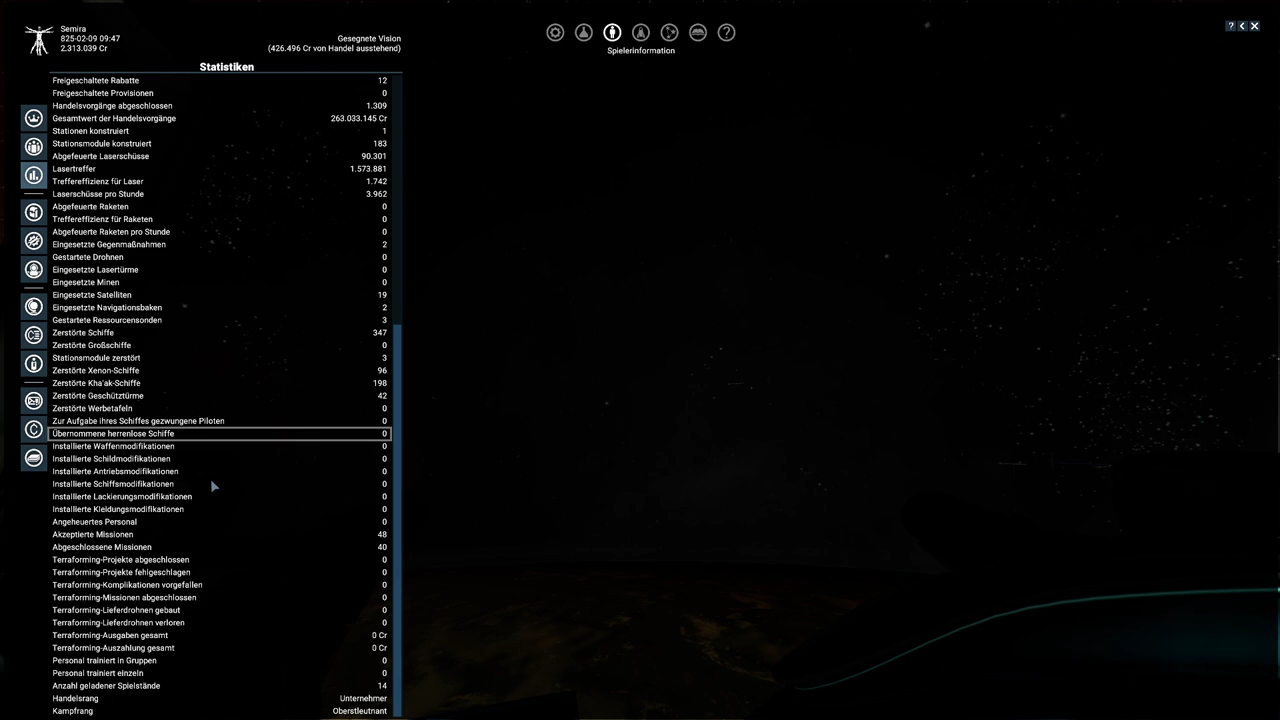 Semira
825-02-09 09:47
2.313.039 Cr
Gesegnete Vision
(426.496 Cr von Handel ausstehend)
Spielerinformation
? < X
Statistiken
Freigeschaltete Rabatte 12
Freigeschaltete Provisionen 0
Handelsvorgänge abgeschlossen 1.309
Gesamtwert der Handelsvorgänge 263.033.145 Cr
Stationen konstruiert 1
Stationsmodule konstruiert 183
Abgefeuerte Laserschüsse 90.301
Lasertreffer 1.573.881
Treffereffizienz für Laser 1.742
Laserschüsse pro Stunde 3.962
Abgefeuerte Raketen 0
Treffereffizienz für Raketen 0
Abgefeuerte Raketen pro Stunde 0
Eingesetzte Gegenmaßnahmen 2
Gestartete Drohnen 0
Eingesetzte Lasertürme 0
Eingesetzte Minen 0
Eingesetzte Satelliten 19
Eingesetzte Navigationsbaken 2
Gestartete Ressourcensonden 3
Zerstörte Schiffe 347
Zerstörte Großschiffe 0
Stationsmodule zerstört 3
Zerstörte Xenon-Schiffe 96
Zerstörte Kha'ak-Schiffe 198
Zerstörte Geschütztürme 42
Zerstörte Werbetafeln 0
Zur Aufgabe ihres Schiffes gezwungene Piloten 0
Übernommene herrenlose Schiffe 0
Installierte Waffenmodifikationen 0
Installierte Schildmodifikationen 0
Installierte Antriebsmodifikationen 0
Installierte Schiffsmodifikationen 0
Installierte Lackierungsmodifikationen 0
Installierte Kleidungsmodifikationen 0
Angeheuertes Personal 0
Akzeptierte Missionen 48
Abgeschlossene Missionen 40
Terraforming-Projekte abgeschlossen 0
Terraforming-Projekte fehlgeschlagen 0
Terraforming-Komplikationen vorgefallen 0
Terraforming-Missionen abgeschlossen 0
Terraforming-Lieferdrohnen gebaut 0
Terraforming-Lieferdrohnen verloren 0
Terraforming-Ausgaben gesamt 0 Cr
Terraforming-Auszahlung gesamt 0 Cr
Personal trainiert in Gruppen 0
Personal trainiert einzeln 0
Anzahl geladener Spielstände 14
Handelsrang Unternehmer
Kampfrang Oberstleutnant